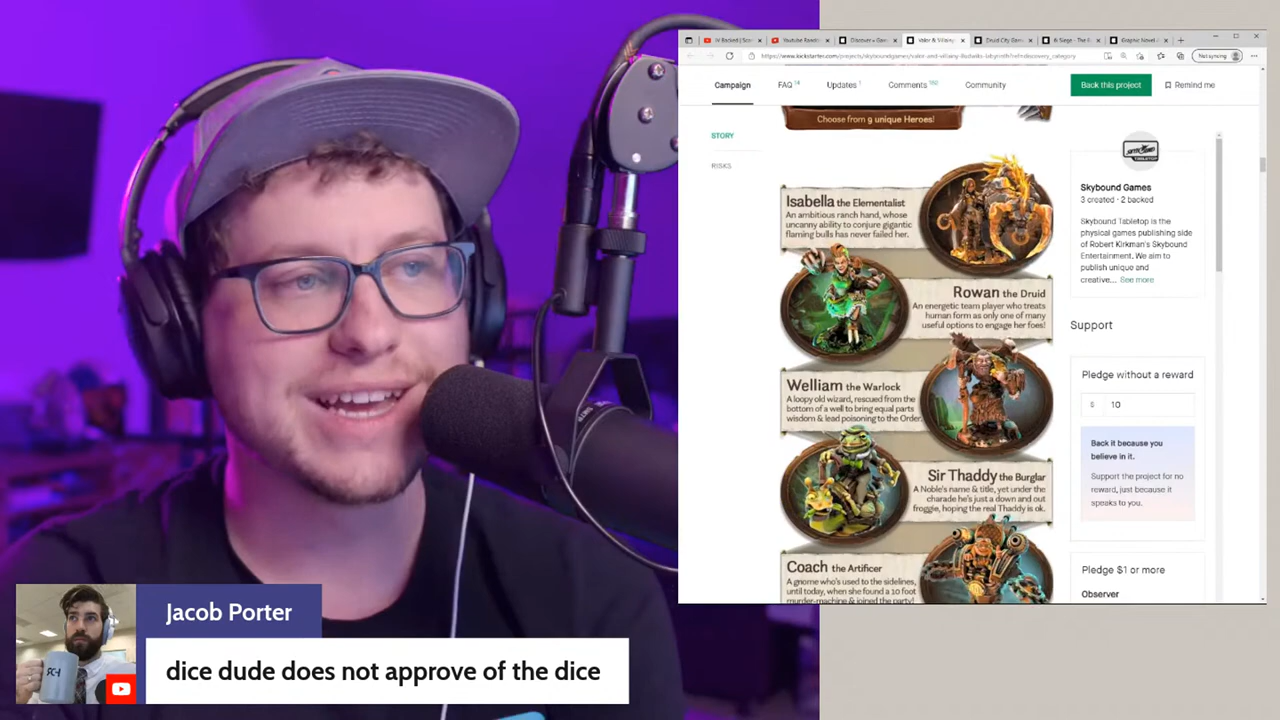 Campaign
FAQ 14
Updates 1
Comments
Community
Back this project
Remind me
STORY
RISKS
Choose from 9 unique Heroes!
Isabella the Elementalist
An ambitious ranch hand, whose
uncanny ability to conjure gigantic
flaming bulls has never failed her.
Rowan the Druid
An energetic team player who treats
human form as only one of many
useful options to engage her foes!
Welliam the Warlock
A loopy old wizard, rescued from the
bottom of a well to bring equal parts
wisdom & lead poisoning to the Order.
Sir Thaddy the Burglar
A Noble's name & title, yet under the
charade he's just a down and out
froggie, hoping the real Thaddy is ok.
Coach the Artificer
A gnome who's used to the sidelines,
until today, when she found a 10 foot
murder-machine & joined the party!
SKYBOUND
TABLETOP
Skybound Games
3 created · 2 backed
Skybound Tabletop is the
physical games publishing side
of Robert Kirkman's Skybound
Entertainment. We aim to
publish unique and
creative... See more
Support
Pledge without a reward
$ 10
Back it because you
believe in it.
Support the project for no
reward, just because it
speaks to you.
Pledge $1 or more
Observer
Not syncing
Jacob Porter
dice dude does not approve of the dice